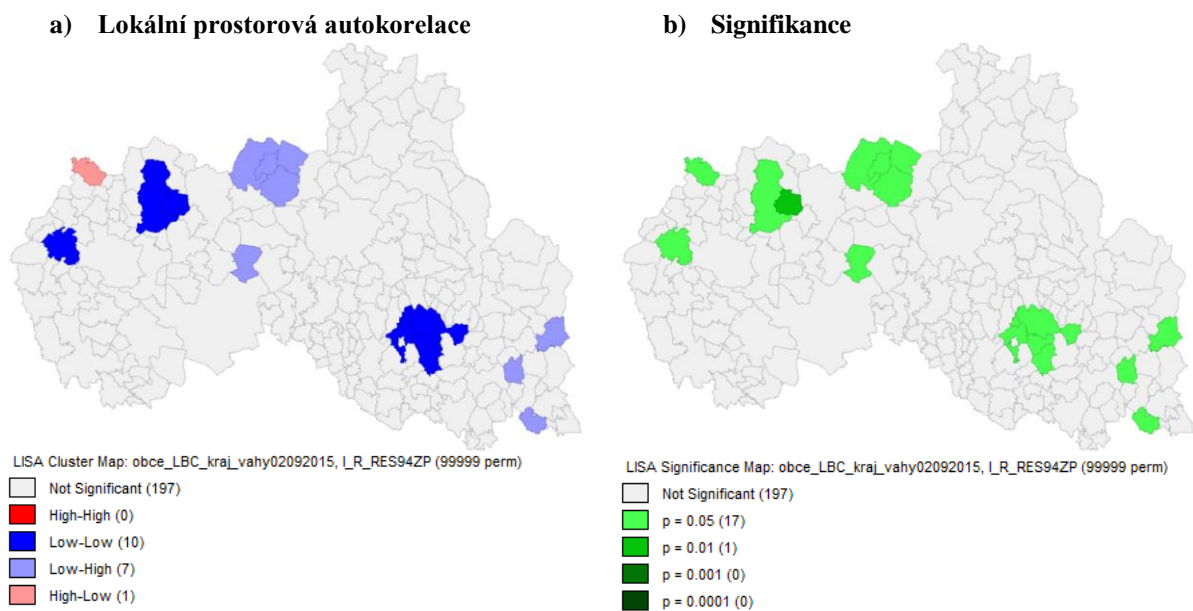 a) Lokální prostorová autokorelace
b) Signifikance
LISA Cluster Map: obce_LBC_kraj_vahy02092015, I_R_RES94ZP (99999 perm)
Not Significant (197)
High-High (0)
Low-Low (10)
Low-High (7)
High-Low (1)
LISA Significance Map: obce_LBC_kraj_vahy02092015, I_R_RES94ZP (99999 perm)
Not Significant (197)
p = 0.05 (17)
p = 0.01 (1)
p = 0.001 (0)
p = 0.0001 (0)